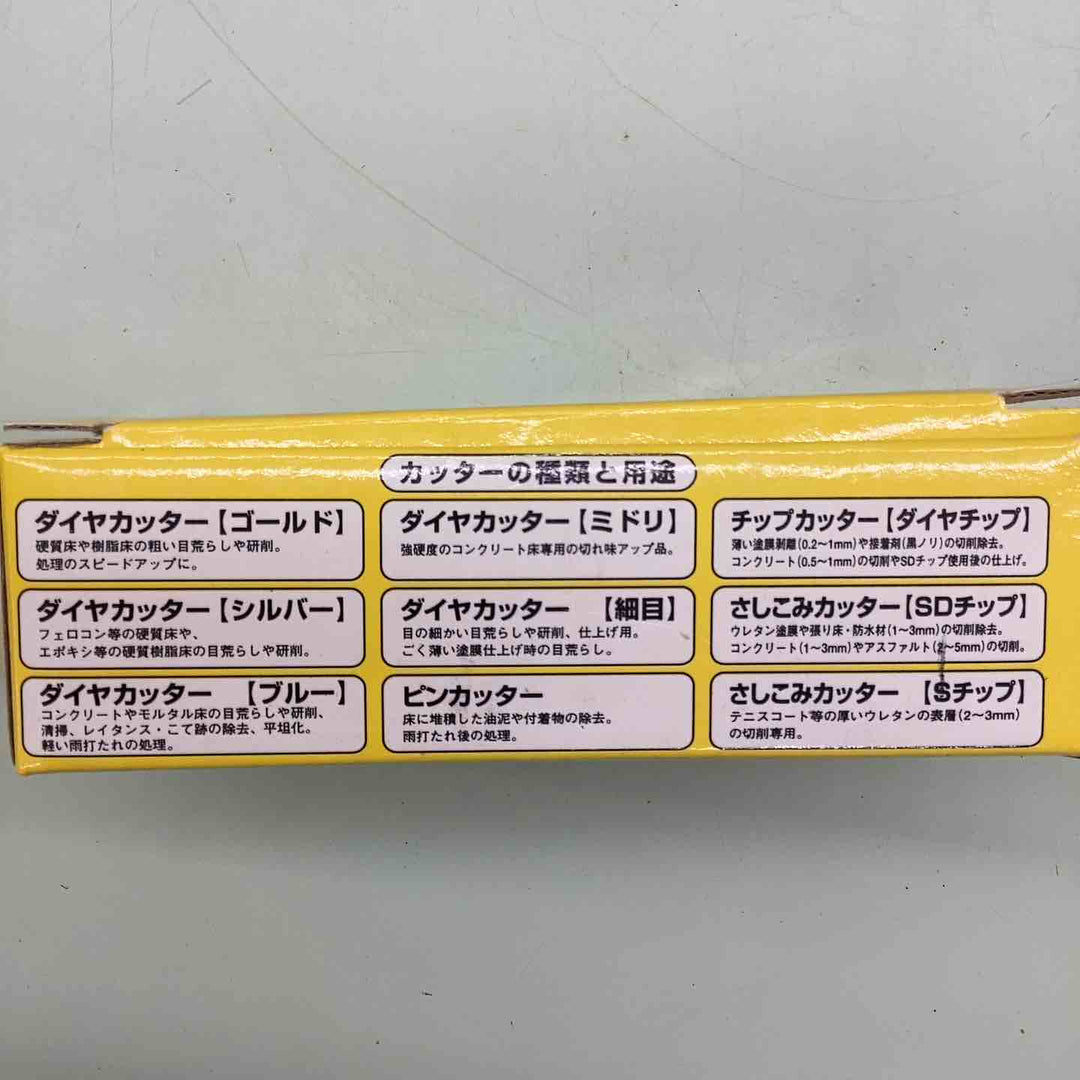 カッターの種類と用途
ダイヤカッター【ゴールド】
硬質床や樹脂床の粗い目荒らしや研削。
処理のスピードアップに。
ダイヤカッター【シルバー】
フェロコン等の硬質床や、
エポキシ等の硬質樹脂床の目荒らしや研削。
ダイヤカッター 【ブルー】
コンクリートやモルタル床の目荒らしや研削、
清掃、レイタンス・こて跡の除去、平坦化。
軽い雨打たれの処理。
ダイヤカッター【ミドリ】
強硬度のコンクリート床専用の切れ味アップ品。
ダイヤカッター 【細目】
目の細かい目荒らしや研削、仕上げ用。
ごく薄い塗膜仕上げ時の目荒らし。
ピンカッター
床に堆積した油泥や付着物の除去。
雨打たれ後の処理。
チップカッター【ダイヤチップ】
薄い塗膜剥離(0.2～1mm)や接着剤(黒ノリ)の切削除去。
コンクリート(0.5～1mm)の切削やSDチップ使用後の仕上げ。
さしこみカッター【SDチップ】
ウレタン塗膜や張り床・防水材(1～3mm)の切削除去。
コンクリート(1～3mm)やアスファルト(2～5mm)の切削。
さしこみカッター 【Sチップ】
テニスコート等の厚いウレタンの表層(2～3mm)
の切削専用。